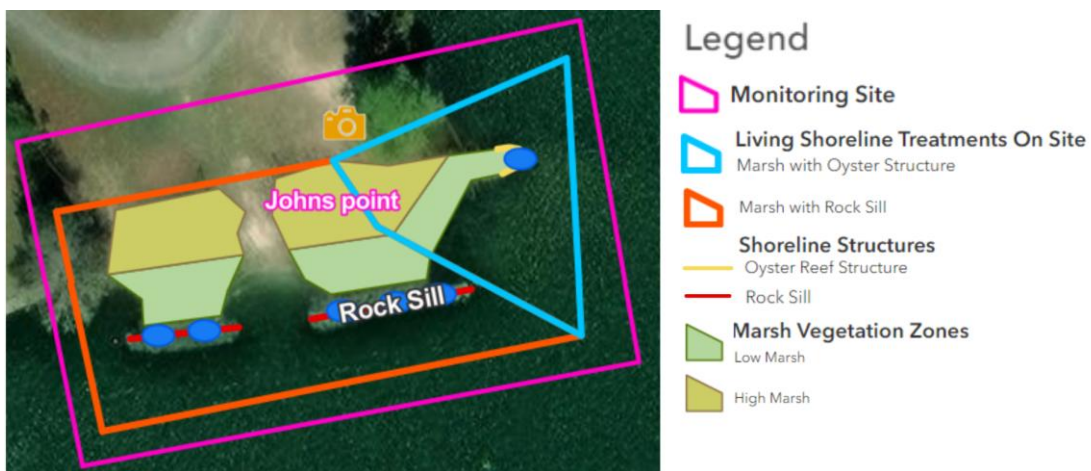 Johns point
Rock Sill
Legend
Monitoring Site
Living Shoreline Treatments On Site
Marsh with Oyster Structure
Marsh with Rock Sill
Shoreline Structures
Oyster Reef Structure
Rock Sill
Marsh Vegetation Zones
Low Marsh
High Marsh